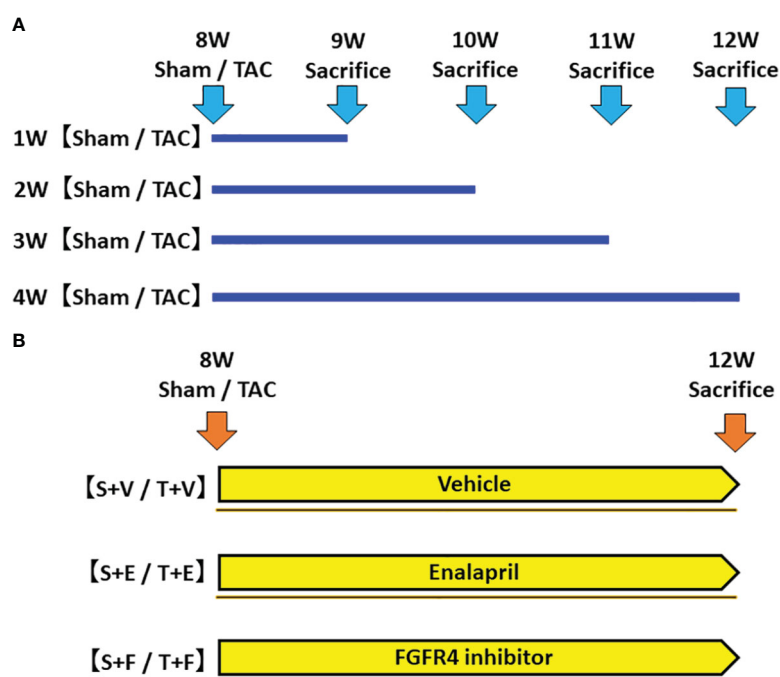 A
8W 9W 10W 11W 12W
Sham / TAC Sacrifice Sacrifice Sacrifice Sacrifice
1W【Sham / TAC】
2W【Sham / TAC】
3W【Sham / TAC】
4W【Sham / TAC】
B
8W 12W
Sham / TAC Sacrifice
【S+V / T+V】 Vehicle
【S+E / T+E】 Enalapril
【S+F / T+F】 FGFR4 inhibitor